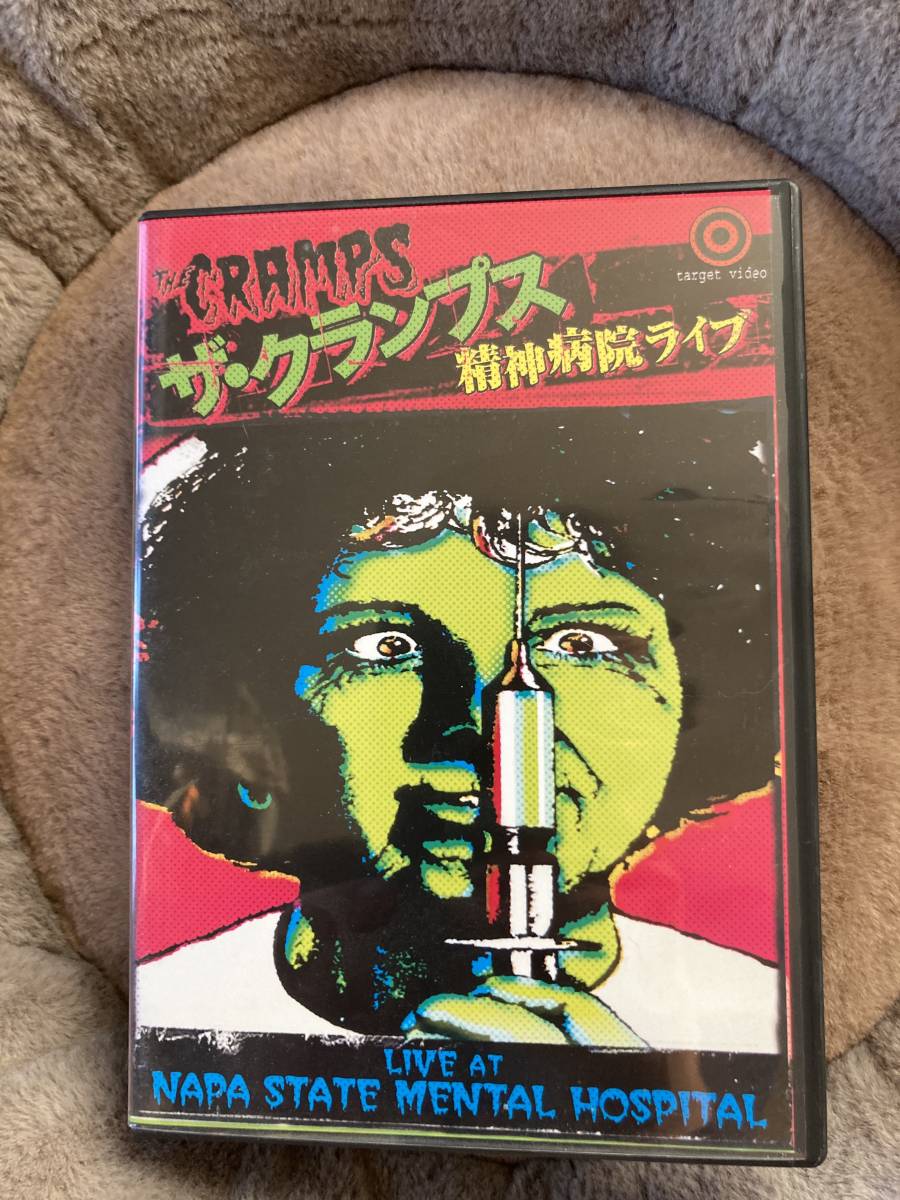 THE CRAMPS
target video
ザ・クランプス
精神病院ライブ
LIVE AT
NAPA STATE MENTAL HOSPITAL